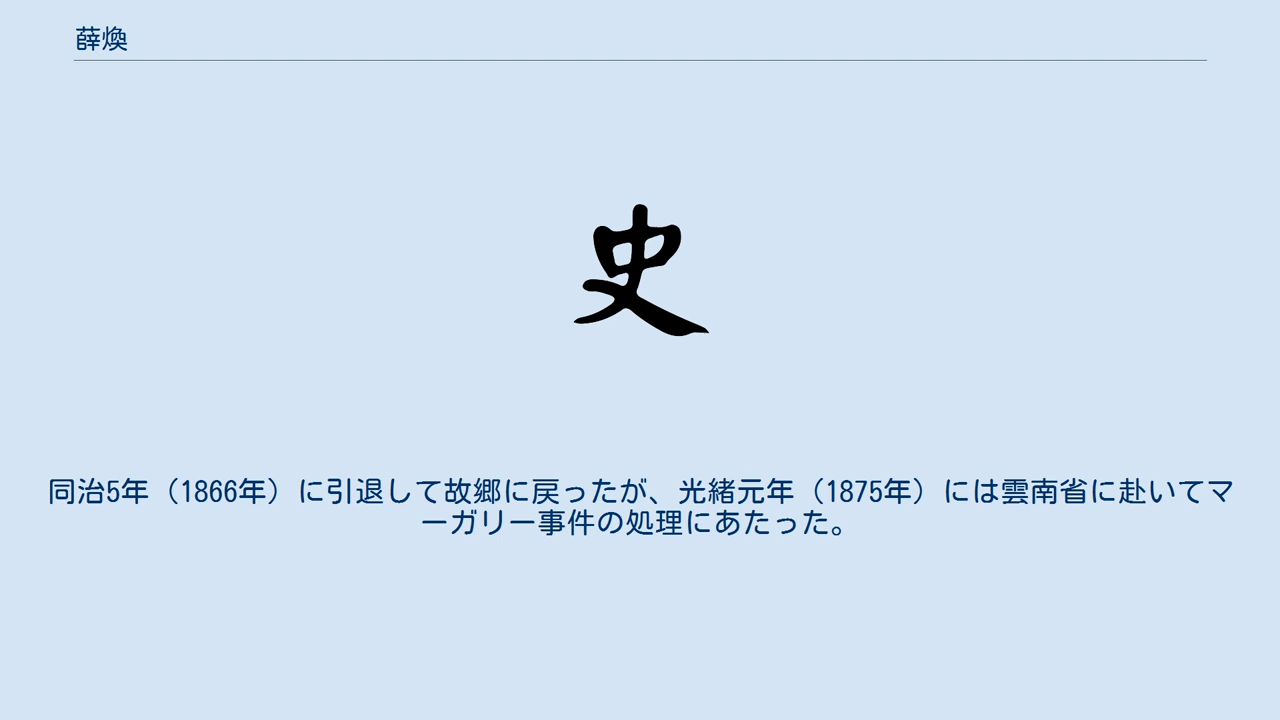 薛煥
史
同治5年（1866年）に引退して故郷に戻ったが、光緒元年（1875年）には雲南省に赴いてマ
ーガリー事件の処理にあたった。